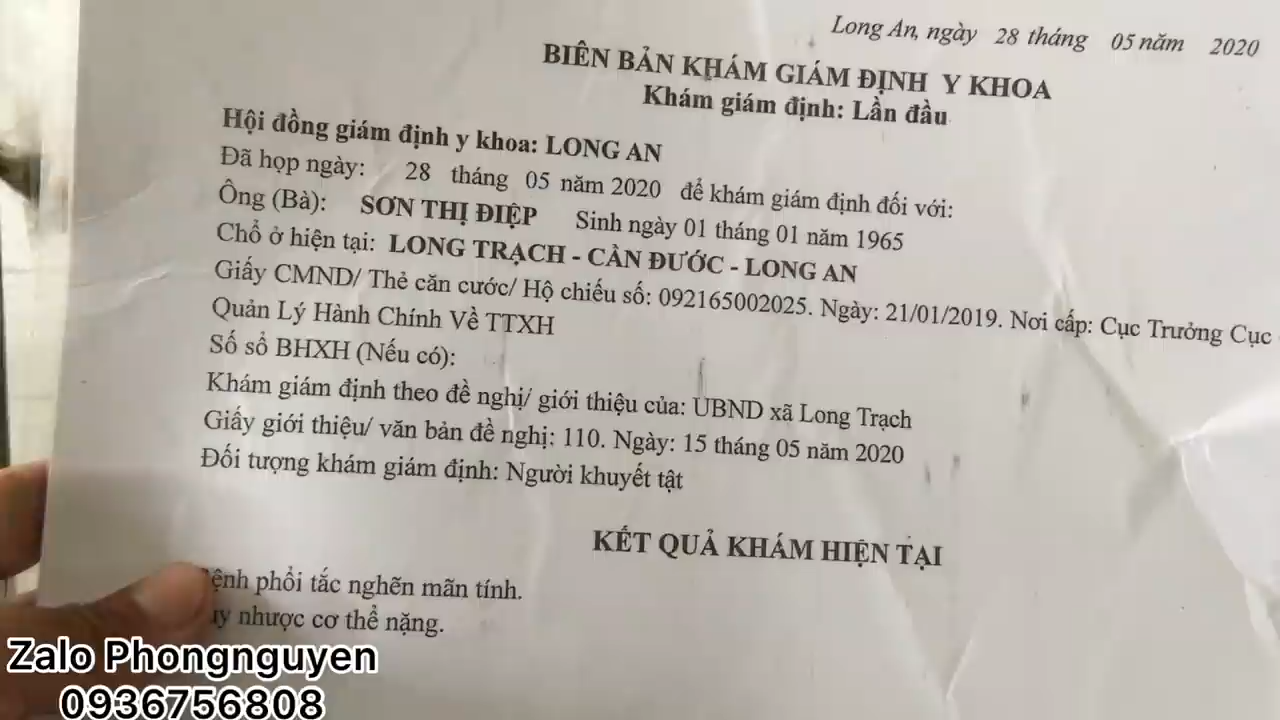 Long An, ngày 28 tháng 05 năm 2020
BIÊN BẢN KHÁM GIÁM ĐỊNH Y KHOA
Khám giám định: Lần đầu
Hội đồng giám định y khoa: LONG AN
Đã họp ngày: 28 tháng 05 năm 2020 để khám giám định đối với:
Ông (Bà): SƠN THỊ ĐIỆP Sinh ngày 01 tháng 01 năm 1965
Chổ ở hiện tại: LONG TRẠCH - CẦN ĐƯỚC - LONG AN
Giấy CMND/ Thẻ căn cước/ Hộ chiếu số: 092165002025. Ngày: 21/01/2019. Nơi cấp: Cục Trưởng Cục
Quản Lý Hành Chính Về TTXH
Số sổ BHXH (Nếu có):
Khám giám định theo đề nghị/ giới thiệu của: UBND xã Long Trạch
Giấy giới thiệu/ văn bản đề nghị: 110. Ngày: 15 tháng 05 năm 2020
Đối tượng khám giám định: Người khuyết tật
KẾT QUẢ KHÁM HIỆN TẠI
phổi tắc nghẽn mãn tính.
nhược cơ thể nặng.
Zalo Phongnguyen
0936756808